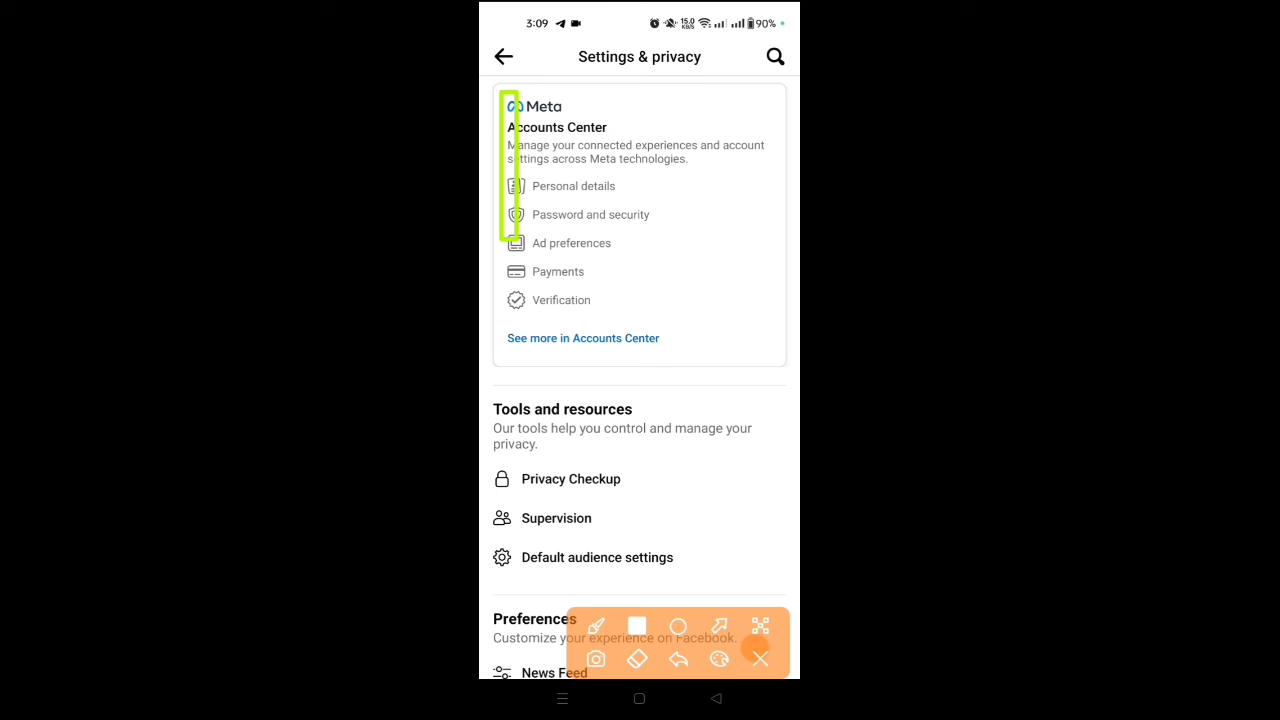 3:09 15.0 KB/S 90%
Settings & privacy
Meta
Accounts Center
Manage your connected experiences and account
settings across Meta technologies.
Personal details
Password and security
Ad preferences
Payments
Verification
See more in Accounts Center
Tools and resources
Our tools help you control and manage your
privacy.
Privacy Checkup
Supervision
Default audience settings
Preferences
Customize your experience on Facebook.
News Feed